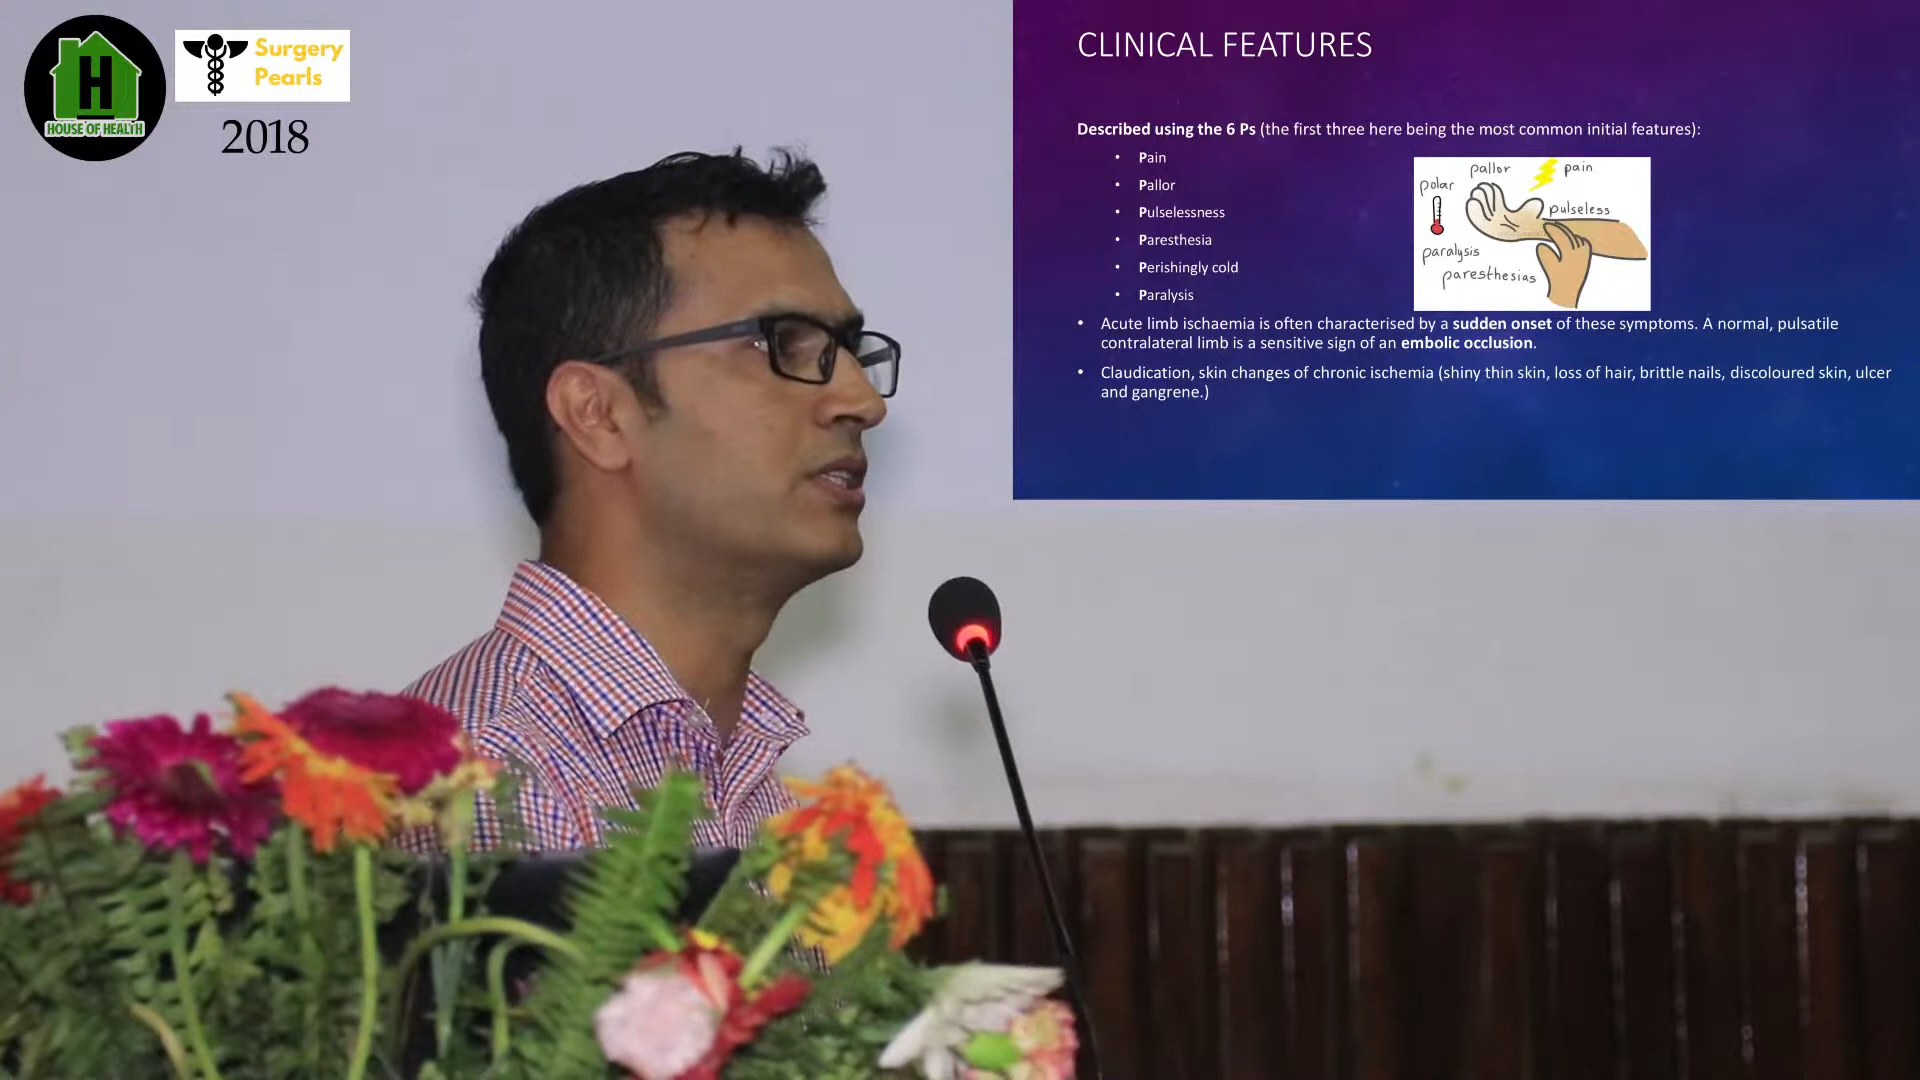 HOUSE OF HEALTH
H
Surgery
Pearls
2018
CLINICAL FEATURES
Described using the 6 Ps (the first three here being the most common initial features):
• Pain
• Pallor
• Pulselessness
• Paresthesia
• Perishingly cold
• Paralysis
pallor
pain
polar
pulseless
paralysis
paresthesias
• Acute limb ischaemia is often characterised by a sudden onset of these symptoms. A normal, pulsatile
contralateral limb is a sensitive sign of an embolic occlusion.
• Claudication, skin changes of chronic ischemia (shiny thin skin, loss of hair, brittle nails, discoloured skin, ulcer
and gangrene.)